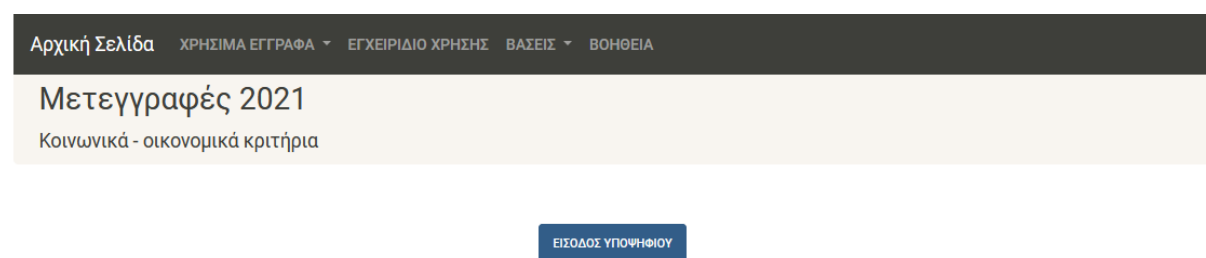 Αρχική Σελίδα ΧΡΗΣΙΜΑ ΕΓΓΡΑΦΑ ΕΓΧΕΙΡΙΔΙΟ ΧΡΗΣΗΣ ΒΑΣΕΙΣ ΒΟΗΘΕΙΑ
Μετεγγραφές 2021
Κοινωνικά - οικονομικά κριτήρια
ΕΙΣΟΔΟΣ ΥΠΟΨΗΦΙΟΥ